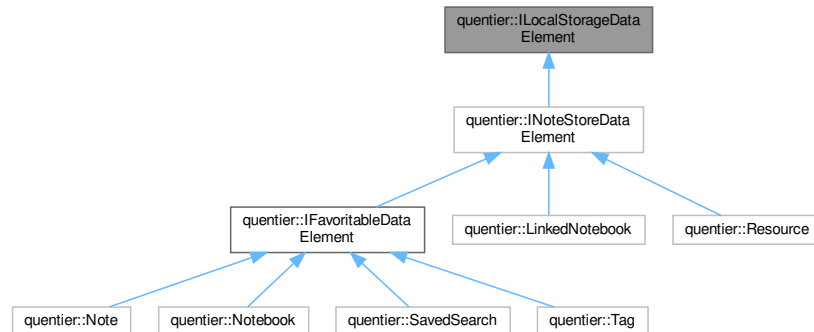 quentier::ILocalStorageData
Element
quentier::INoteStoreData
Element
quentier::IFavoritableData
Element
quentier::LinkedNotebook
quentier::Resource
quentier::Note
quentier::Notebook
quentier::SavedSearch
quentier::Tag